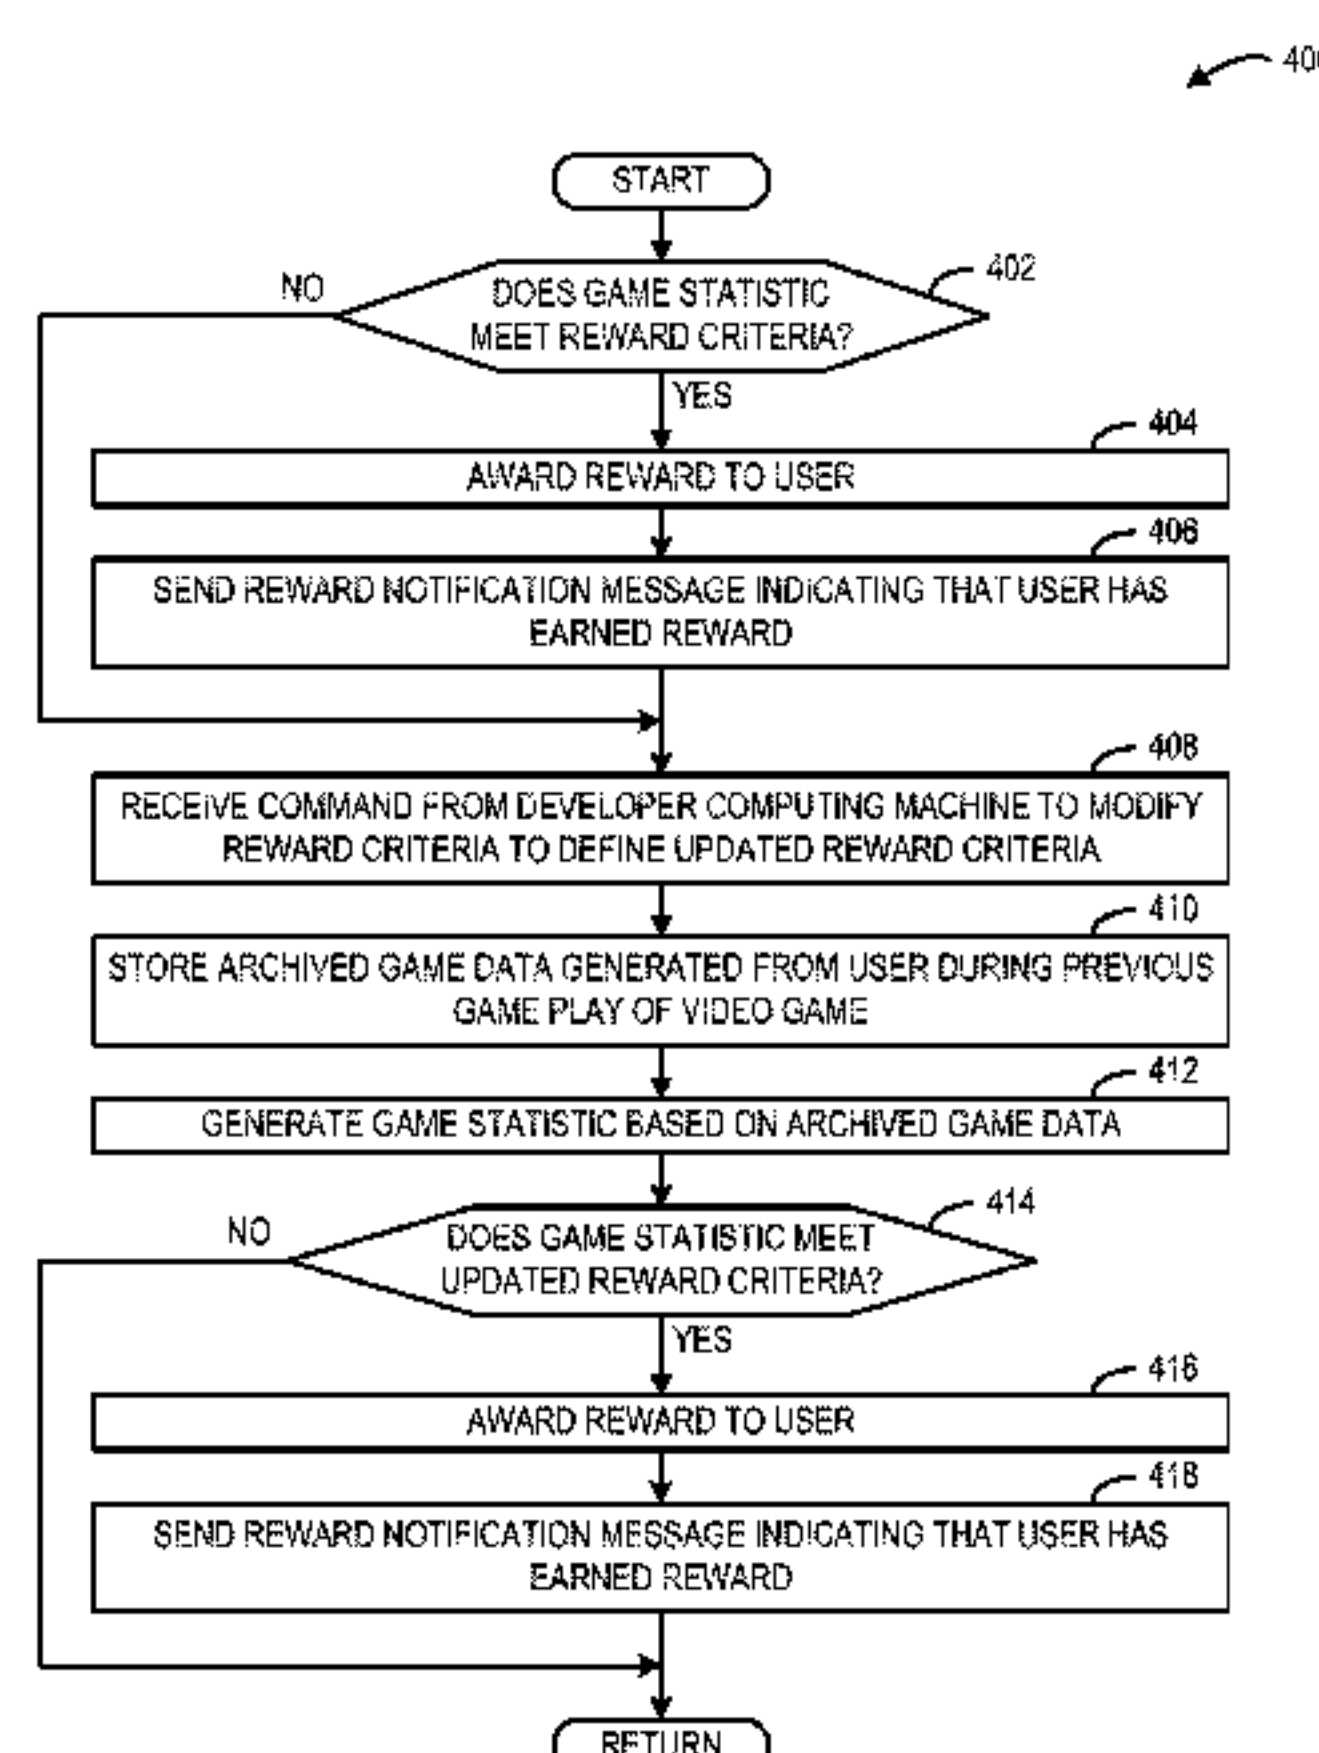 400
START
NO
402
DOES GAME STATISTIC
MEET REWARD CRITERIA?
YES
404
AWARD REWARD TO USER
406
SEND REWARD NOTIFICATION MESSAGE INDICATING THAT USER HAS
EARNED REWARD
408
RECEIVE COMMAND FROM DEVELOPER COMPUTING MACHINE TO MODIFY
REWARD CRITERIA TO DEFINE UPDATED REWARD CRITERIA
410
STORE ARCHIVED GAME DATA GENERATED FROM USER DURING PREVIOUS
GAME PLAY OF VIDEO GAME
412
GENERATE GAME STATISTIC BASED ON ARCHIVED GAME DATA
NO
414
DOES GAME STATISTIC MEET
UPDATED REWARD CRITERIA?
YES
416
AWARD REWARD TO USER
418
SEND REWARD NOTIFICATION MESSAGE INDICATING THAT USER HAS
EARNED REWARD
RETURN